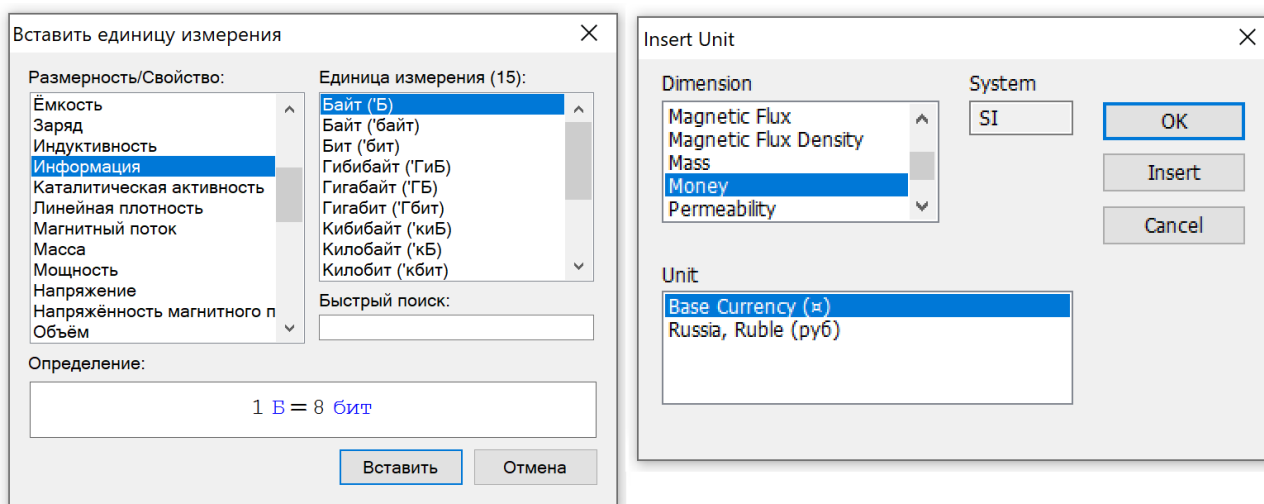 Вставить единицу измерения
Размерность/Свойство:
Ёмкость
Заряд
Индуктивность
Информация
Каталитическая активность
Линейная плотность
Магнитный поток
Масса
Мощность
Напряжение
Напряжённость магнитного п
Объём
Единица измерения (15):
Байт ('Б)
Байт ('байт)
Бит ('бит)
Гибибайт ('ГиБ)
Гигабайт ('ГБ)
Гигабит ('Гбит)
Кибибайт ('киБ)
Килобайт ('кБ)
Килобит ('кбит)
Быстрый поиск:
Определение:
1 Б = 8 бит
Вставить
Отмена
Insert Unit
Dimension
Magnetic Flux
Magnetic Flux Density
Mass
Money
Permeability
System
SI
OK
Insert
Cancel
Unit
Base Currency (¤)
Russia, Ruble (руб)